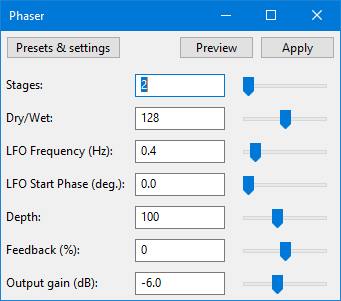 Phaser
Presets & settings Preview Apply
Stages: 2
Dry/Wet: 128
LFO Frequency (Hz): 0.4
LFO Start Phase (deg.): 0.0
Depth: 100
Feedback (%): 0
Output gain (dB): -6.0